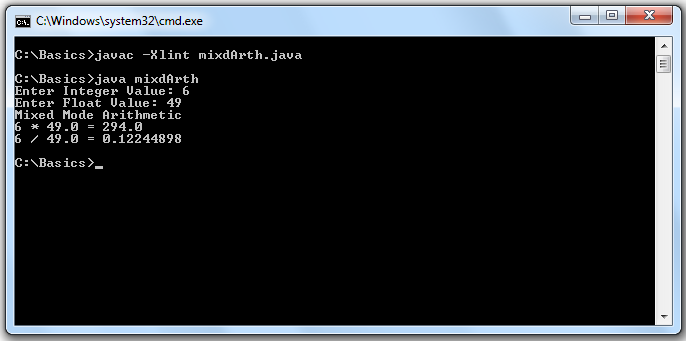 C:\Windows\system32\cmd.exe
C:\Basics>javac -Xlint mixdArth.java
C:\Basics>java mixdArth
Enter Integer Value: 6
Enter Float Value: 49
Mixed Mode Arithmetic
6 * 49.0 = 294.0
6 / 49.0 = 0.12244898
C:\Basics>_